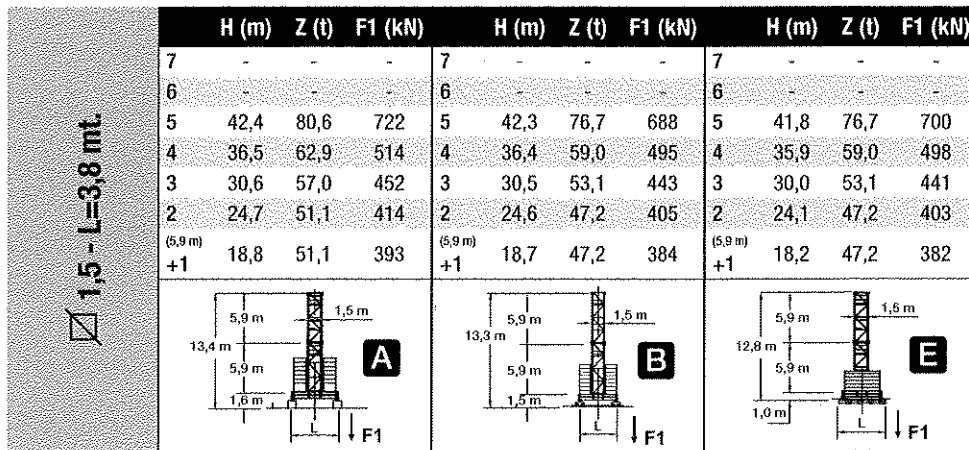 1,5 - L=3,8 mt.
H (m) Z (t) F1 (kN) H (m) Z (t) F1 (kN) H (m) Z (t) F1 (kN)
7 - - - 7 - - - 7 - - -
6 - - - 6 - - - 6 - - -
5 42,4 80,6 722 5 42,3 76,7 688 5 41,8 76,7 700
4 36,5 62,9 514 4 36,4 59,0 495 4 35,9 59,0 498
3 30,6 57,0 452 3 30,5 53,1 443 3 30,0 53,1 441
2 24,7 51,1 414 2 24,6 47,2 405 2 24,1 47,2 403
(5,9 m) +1 18,8 51,1 393 (5,9 m) +1 18,7 47,2 384 (5,9 m) +1 18,2 47,2 382
5,9 m 1,5 m 5,9 m 1,5 m 5,9 m 1,5 m
13,4 m A 13,3 m B 12,8 m E
5,9 m 5,9 m 5,9 m
1,6 m 1,5 m 1,0 m
L F1 L F1 L F1